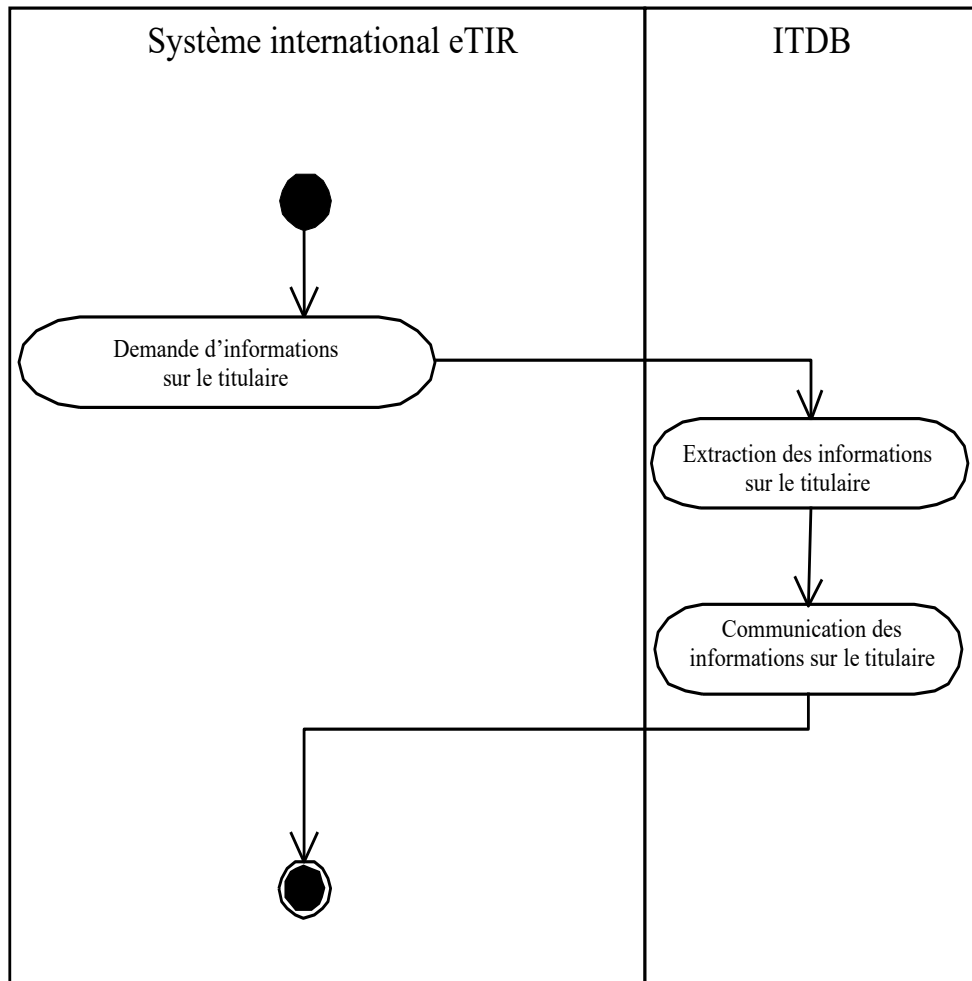 Système international eTIR
ITDB
Demande d’informations
sur le titulaire
Extraction des informations
sur le titulaire
Communication des
informations sur le titulaire